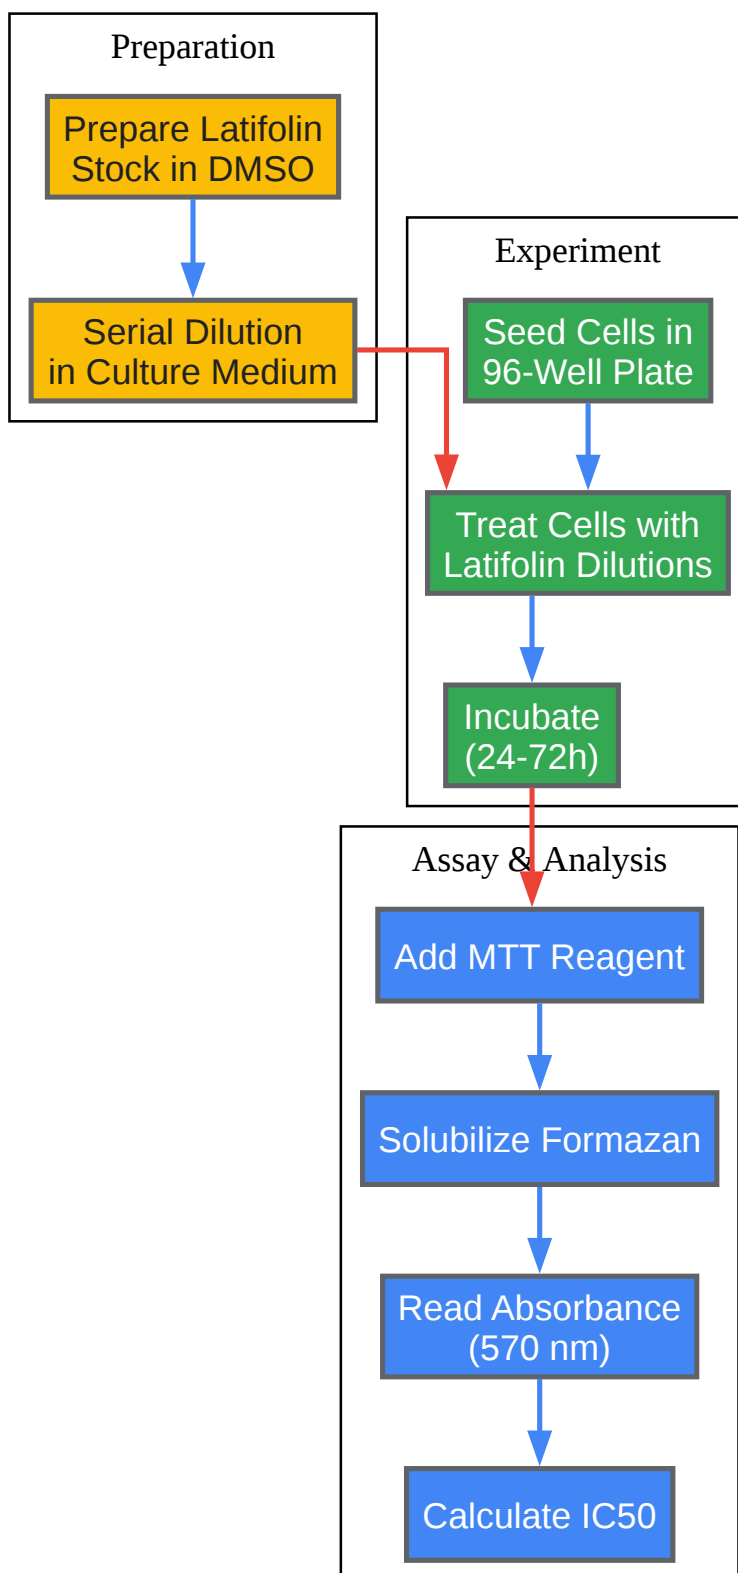 Preparation
Prepare Latifolin
Stock in DMSO
Serial Dilution
in Culture Medium
Experiment
Seed Cells in
96-Well Plate
Treat Cells with
Latifolin Dilutions
Incubate
(24-72h)
Assay & Analysis
Add MTT Reagent
Solubilize Formazan
Read Absorbance
(570 nm)
Calculate IC50